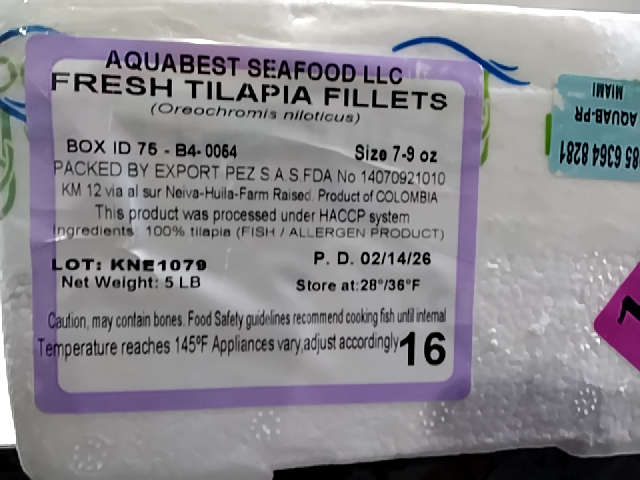 AQUABEST SEAFOOD LLC
FRESH TILAPIA FILLETS
(Oreochromis niloticus)
BOX ID 75 - B4- 0064 Size 7-9 oz
PACKED BY EXPORT PEZ S.A.S.FDA No 14070921010
KM 12 via al sur Neiva-Huila-Farm Raised. Product of COLOMBIA
This product was processed under HACCP system
Ingredients: 100% tilapia (FISH / ALLERGEN PRODUCT)
LOT: KNE1079 P. D. 02/14/26
Net Weight: 5 LB Store at:28°/36°F
Caution, may contain bones. Food Safety guidelines recommend cooking fish until internal
Temperature reaches 145ºF Appliances vary,adjust accordingly 16
MIAMI
AQUAB-PR
6364 8281